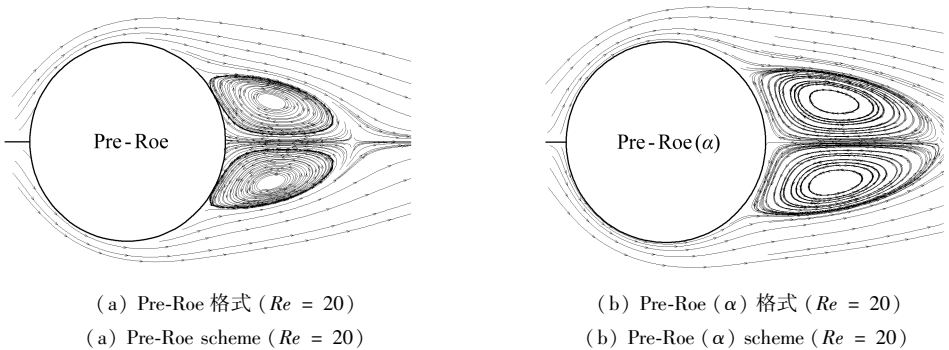 Pre-Roe
Pre-Roe(α)
(a) Pre-Roe 格式 (Re = 20)
(a) Pre-Roe scheme (Re = 20)
(b) Pre-Roe (α) 格式 (Re = 20)
(b) Pre-Roe (α) scheme (Re = 20)